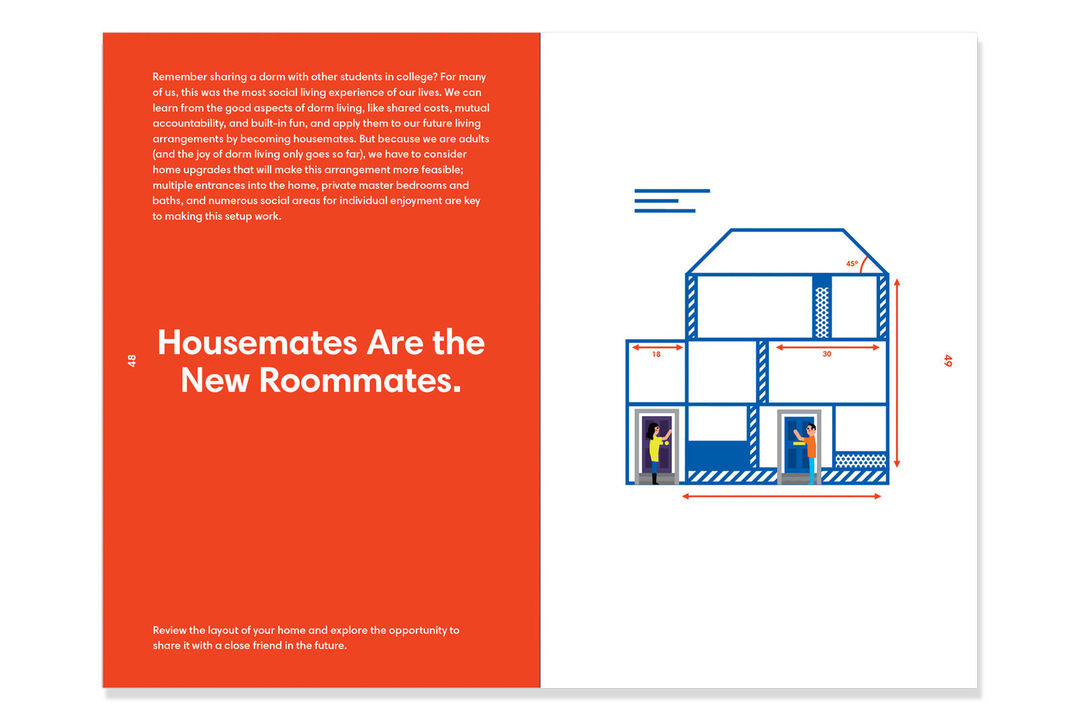 Remember sharing a dorm with other students in college? For many
of us, this was the most social living experience of our lives. We can
learn from the good aspects of dorm living, like shared costs, mutual
accountability, and built-in fun, and apply them to our future living
arrangements by becoming housemates. But because we are adults
(and the joy of dorm living only goes so far), we have to consider
home upgrades that will make this arrangement more feasible;
multiple entrances into the home, private master bedrooms and
baths, and numerous social areas for individual enjoyment are key
to making this setup work.
48
Housemates Are the
New Roommates.
Review the layout of your home and explore the opportunity to
share it with a close friend in the future.
45°
18
30
49